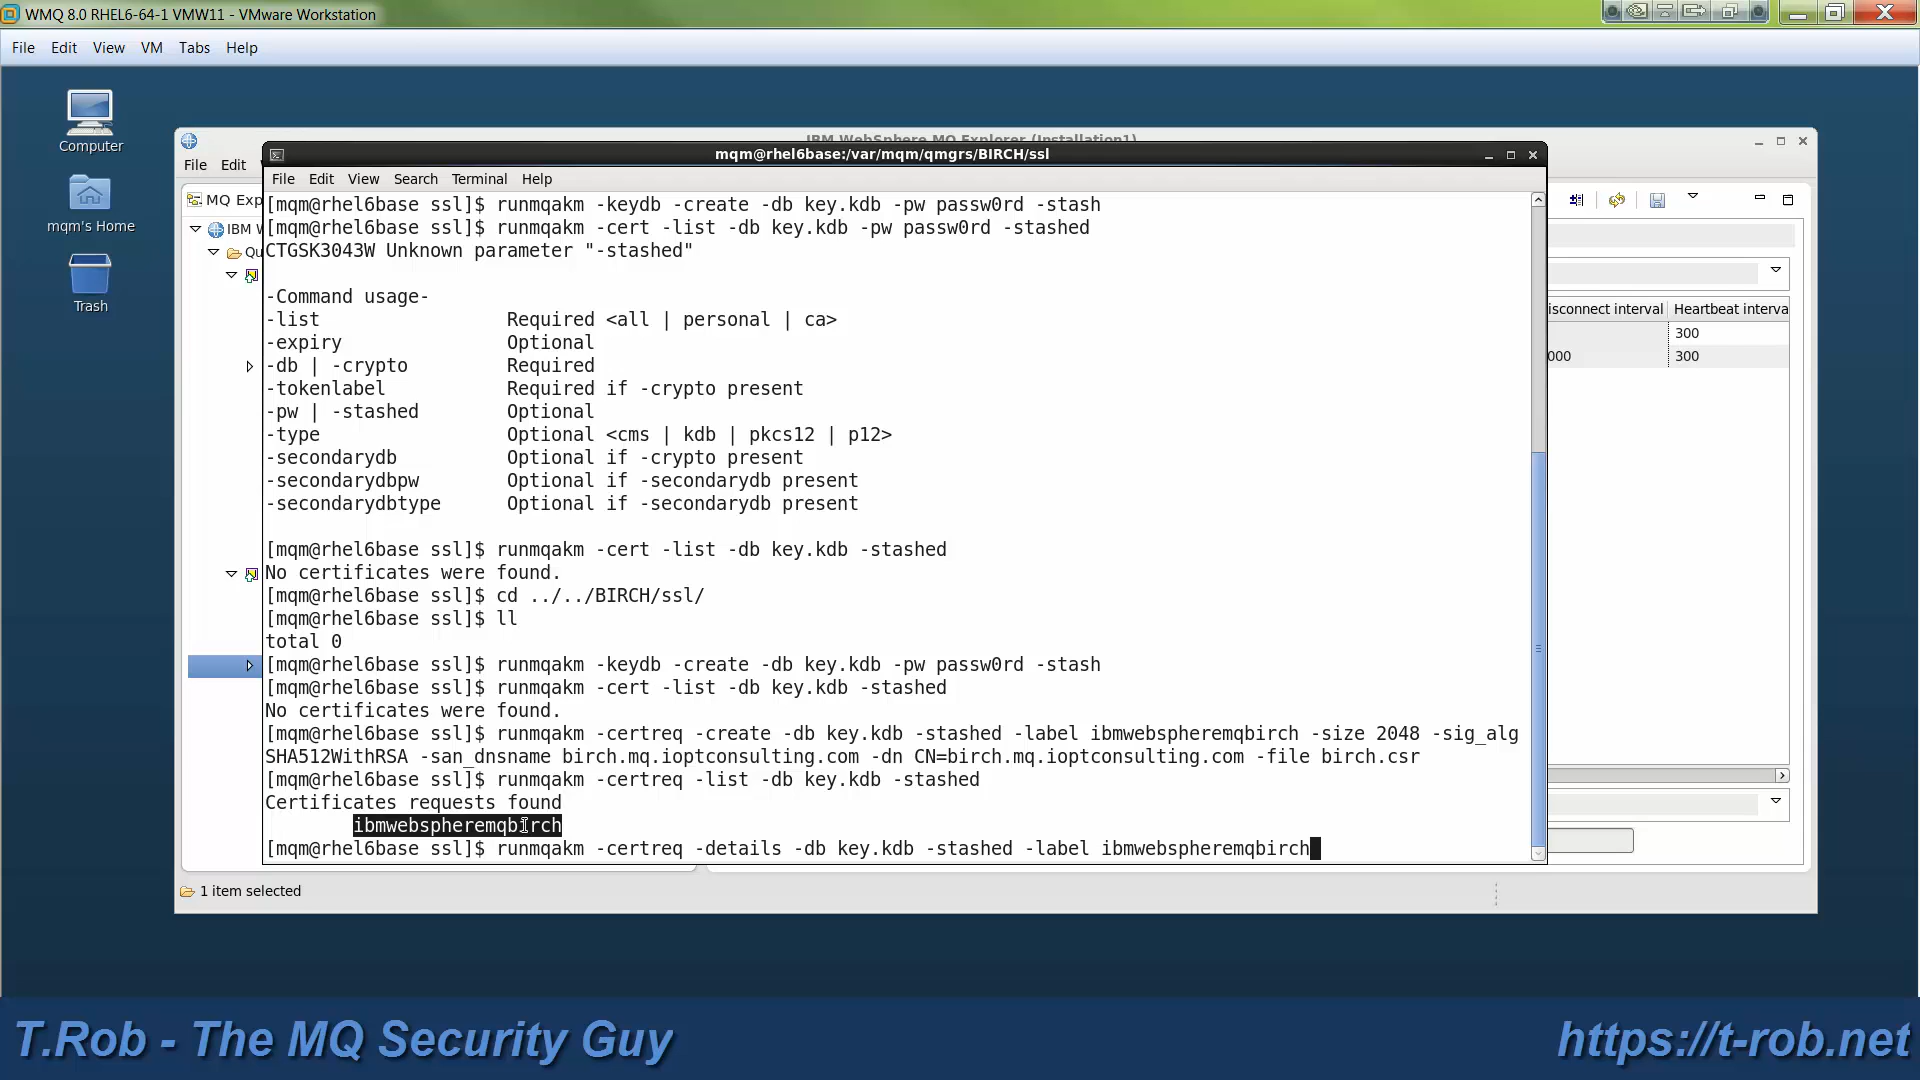 WMQ 8.0 RHEL6-64-1 VMW11 - VMware Workstation
File Edit View VM Tabs Help
Computer
mqm's Home
Trash
IBM WebSphere MQ Explorer (Installation1)
File Edit
MQ Exp
IBM W
Qu
mqm@rhel6base:/var/mqm/qmgrs/BIRCH/ssl
File Edit View Search Terminal Help
[mqm@rhel6base ssl]$ runmqakm -keydb -create -db key.kdb -pw passw0rd -stash
[mqm@rhel6base ssl]$ runmqakm -cert -list -db key.kdb -pw passw0rd -stashed
CTGSK3043W Unknown parameter "-stashed"
-Command usage-
-list Required <all | personal | ca>
-expiry Optional
-db | -crypto Required
-tokenlabel Required if -crypto present
-pw | -stashed Optional
-type Optional <cms | kdb | pkcs12 | p12>
-secondarydb Optional if -crypto present
-secondarydbpw Optional if -secondarydb present
-secondarydbtype Optional if -secondarydb present
[mqm@rhel6base ssl]$ runmqakm -cert -list -db key.kdb -stashed
No certificates were found.
[mqm@rhel6base ssl]$ cd ../../BIRCH/ssl/
[mqm@rhel6base ssl]$ ll
total 0
[mqm@rhel6base ssl]$ runmqakm -keydb -create -db key.kdb -pw passw0rd -stash
[mqm@rhel6base ssl]$ runmqakm -cert -list -db key.kdb -stashed
No certificates were found.
[mqm@rhel6base ssl]$ runmqakm -certreq -create -db key.kdb -stashed -label ibmwebspheremqbirch -size 2048 -sig_alg
SHA512WithRSA -san_dnsname birch.mq.ioptconsulting.com -dn CN=birch.mq.ioptconsulting.com -file birch.csr
[mqm@rhel6base ssl]$ runmqakm -certreq -list -db key.kdb -stashed
Certificates requests found
ibmwebspheremqbirch
[mqm@rhel6base ssl]$ runmqakm -certreq -details -db key.kdb -stashed -label ibmwebspheremqbirch
isconnect interval Heartbeat interva
300
000 300
1 item selected
T.Rob - The MQ Security Guy
https://t-rob.net